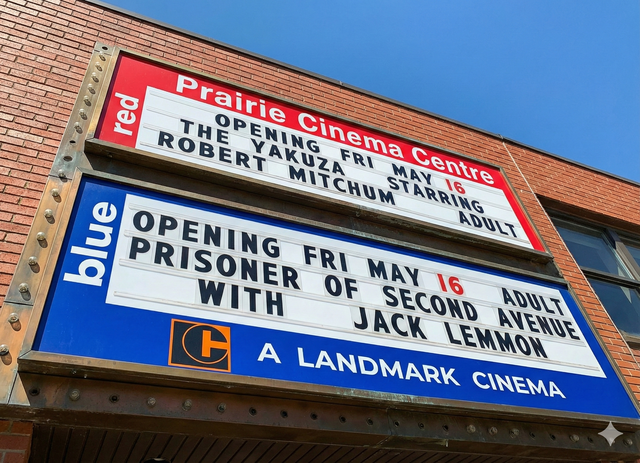 Prairie Cinema Centre
red
OPENING FRI MAY 16
THE YAKUZA STARRING
ROBERT MITCHUM ADULT
blue
OPENING FRI MAY 16 ADULT
PRISONER OF SECOND AVENUE
WITH JACK LEMMON
C
A LANDMARK CINEMA